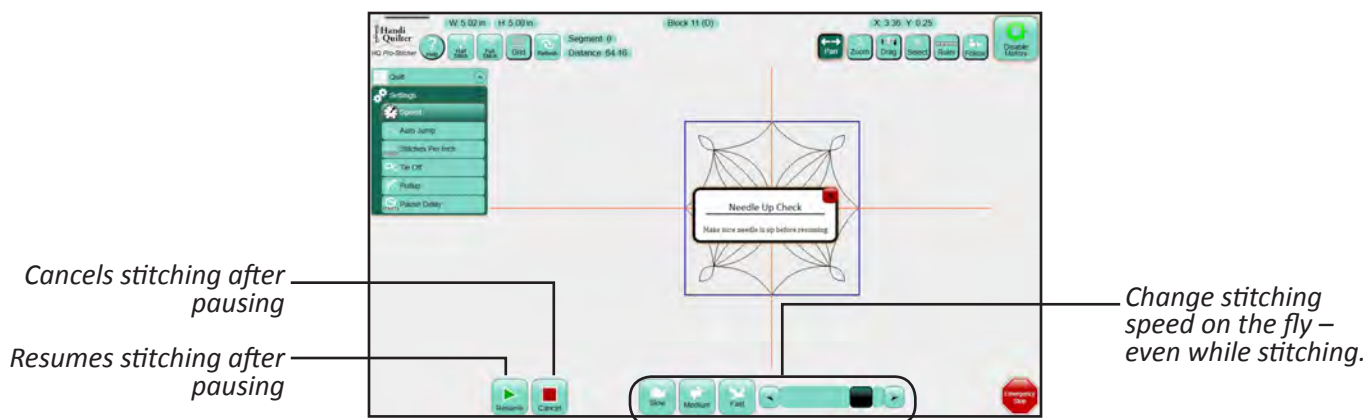 W: 5.02 in H: 5.00 in
Block 11 (O)
X: 3.35 Y: 0.25
Handi
Quilter
HQ Pro-Stitcher
Help
Half
Stitch
Full
Stitch
Grid
Refresh
Segment: 0
Distance: 64.16
Pan
Zoom
Drag
Select
Ruler
Follow
Disable
Motors
Quilt
Settings
Speed
Auto Jump
Stitches Per Inch
Tie Off
Pullup
Pause Delay
Needle Up Check
Make sure needle is up before resuming
Cancels stitching after
pausing
Resumes stitching after
pausing
Change stitching
speed on the fly –
even while stitching.
Resume
Cancel
Slow
Medium
Fast
Emergency
Stop